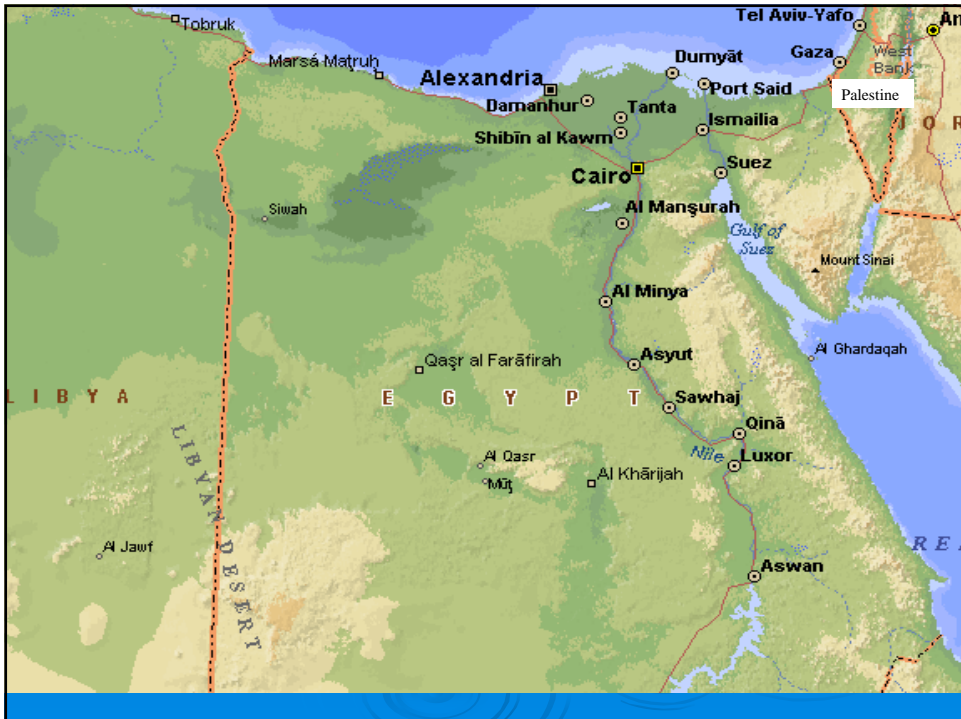 Tobruk
Tel Aviv-Yafo
Marsá Maţruh
Alexandria
Dumyāt
Gaza
West
Bank
Port Said
Palestine
Damanhur
Tanta
Shibīn al Kawm
Ismailia
J O R
Cairo
Suez
Siwah
Al Manşurah
Gulf of
Suez
Mount Sinai
Al Minya
Al Ghardaqah
Qaşr al Farāfirah
Asyut
L I B Y A
E G Y P T
Sawhaj
Qinā
Nile
Luxor
Al Qasr
Mūţ
Al Khārijah
LIBYAN DESERT
Al Jawf
R E
Aswan